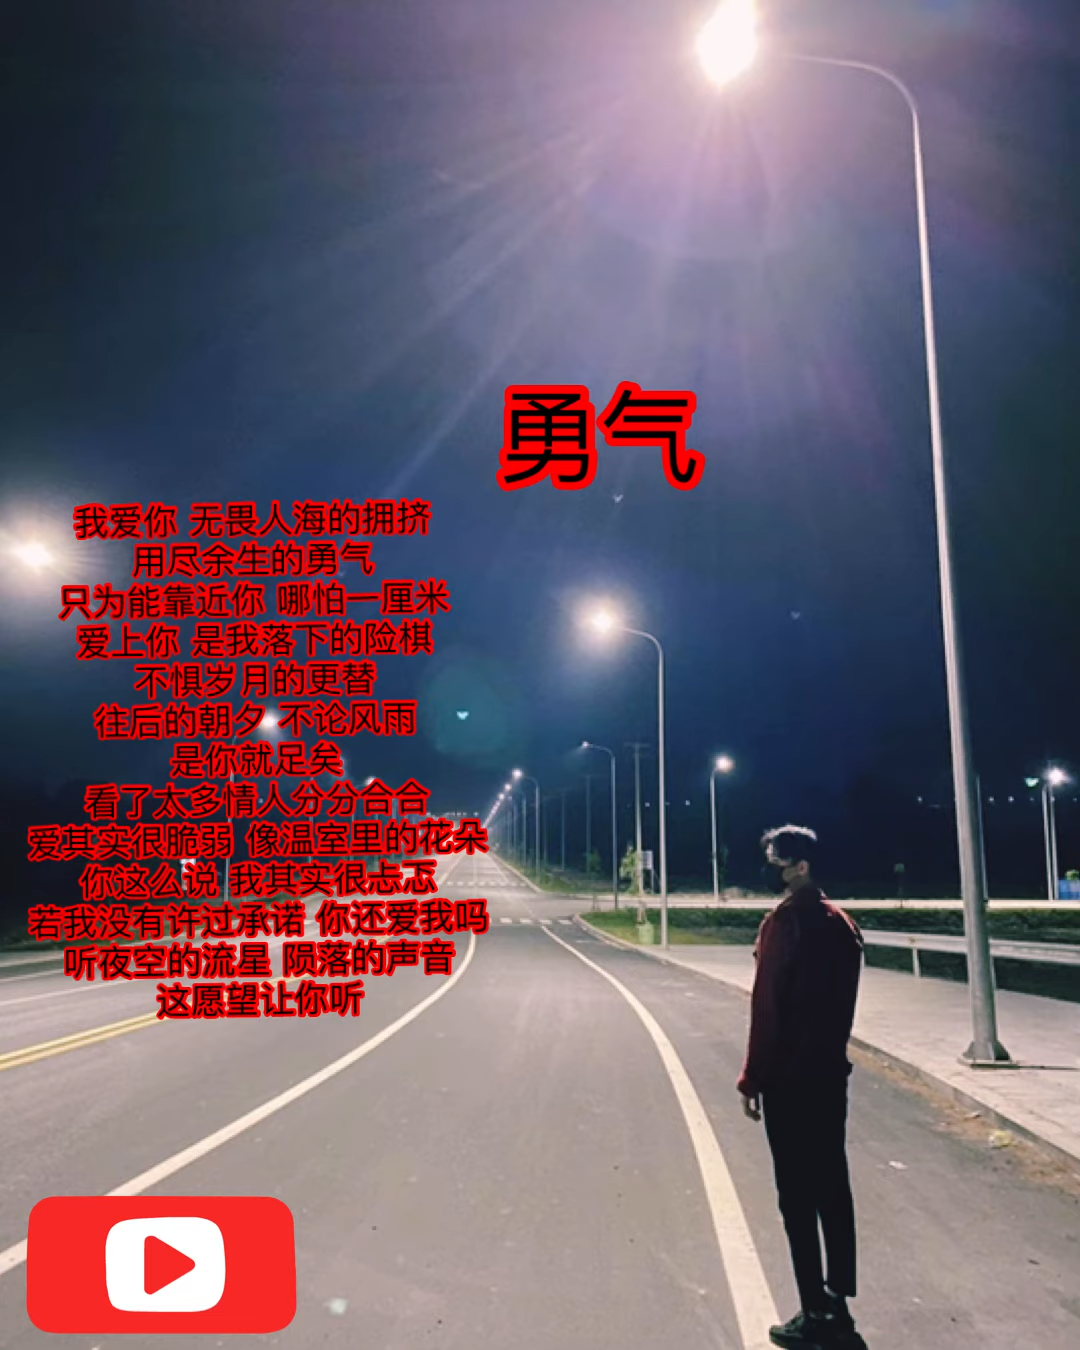 勇气
我爱你 无畏人海的拥挤
用尽余生的勇气
只为能靠近你 哪怕一厘米
爱上你 是我落下的险棋
不惧岁月的更替
往后的朝夕 不论风雨
是你就足矣
看了太多情人分分合合
爱其实很脆弱 像温室里的花朵
你这么说 我其实很忐忑
若我没有许过承诺 你还爱我吗
听夜空的流星 陨落的声音
这愿望让你听